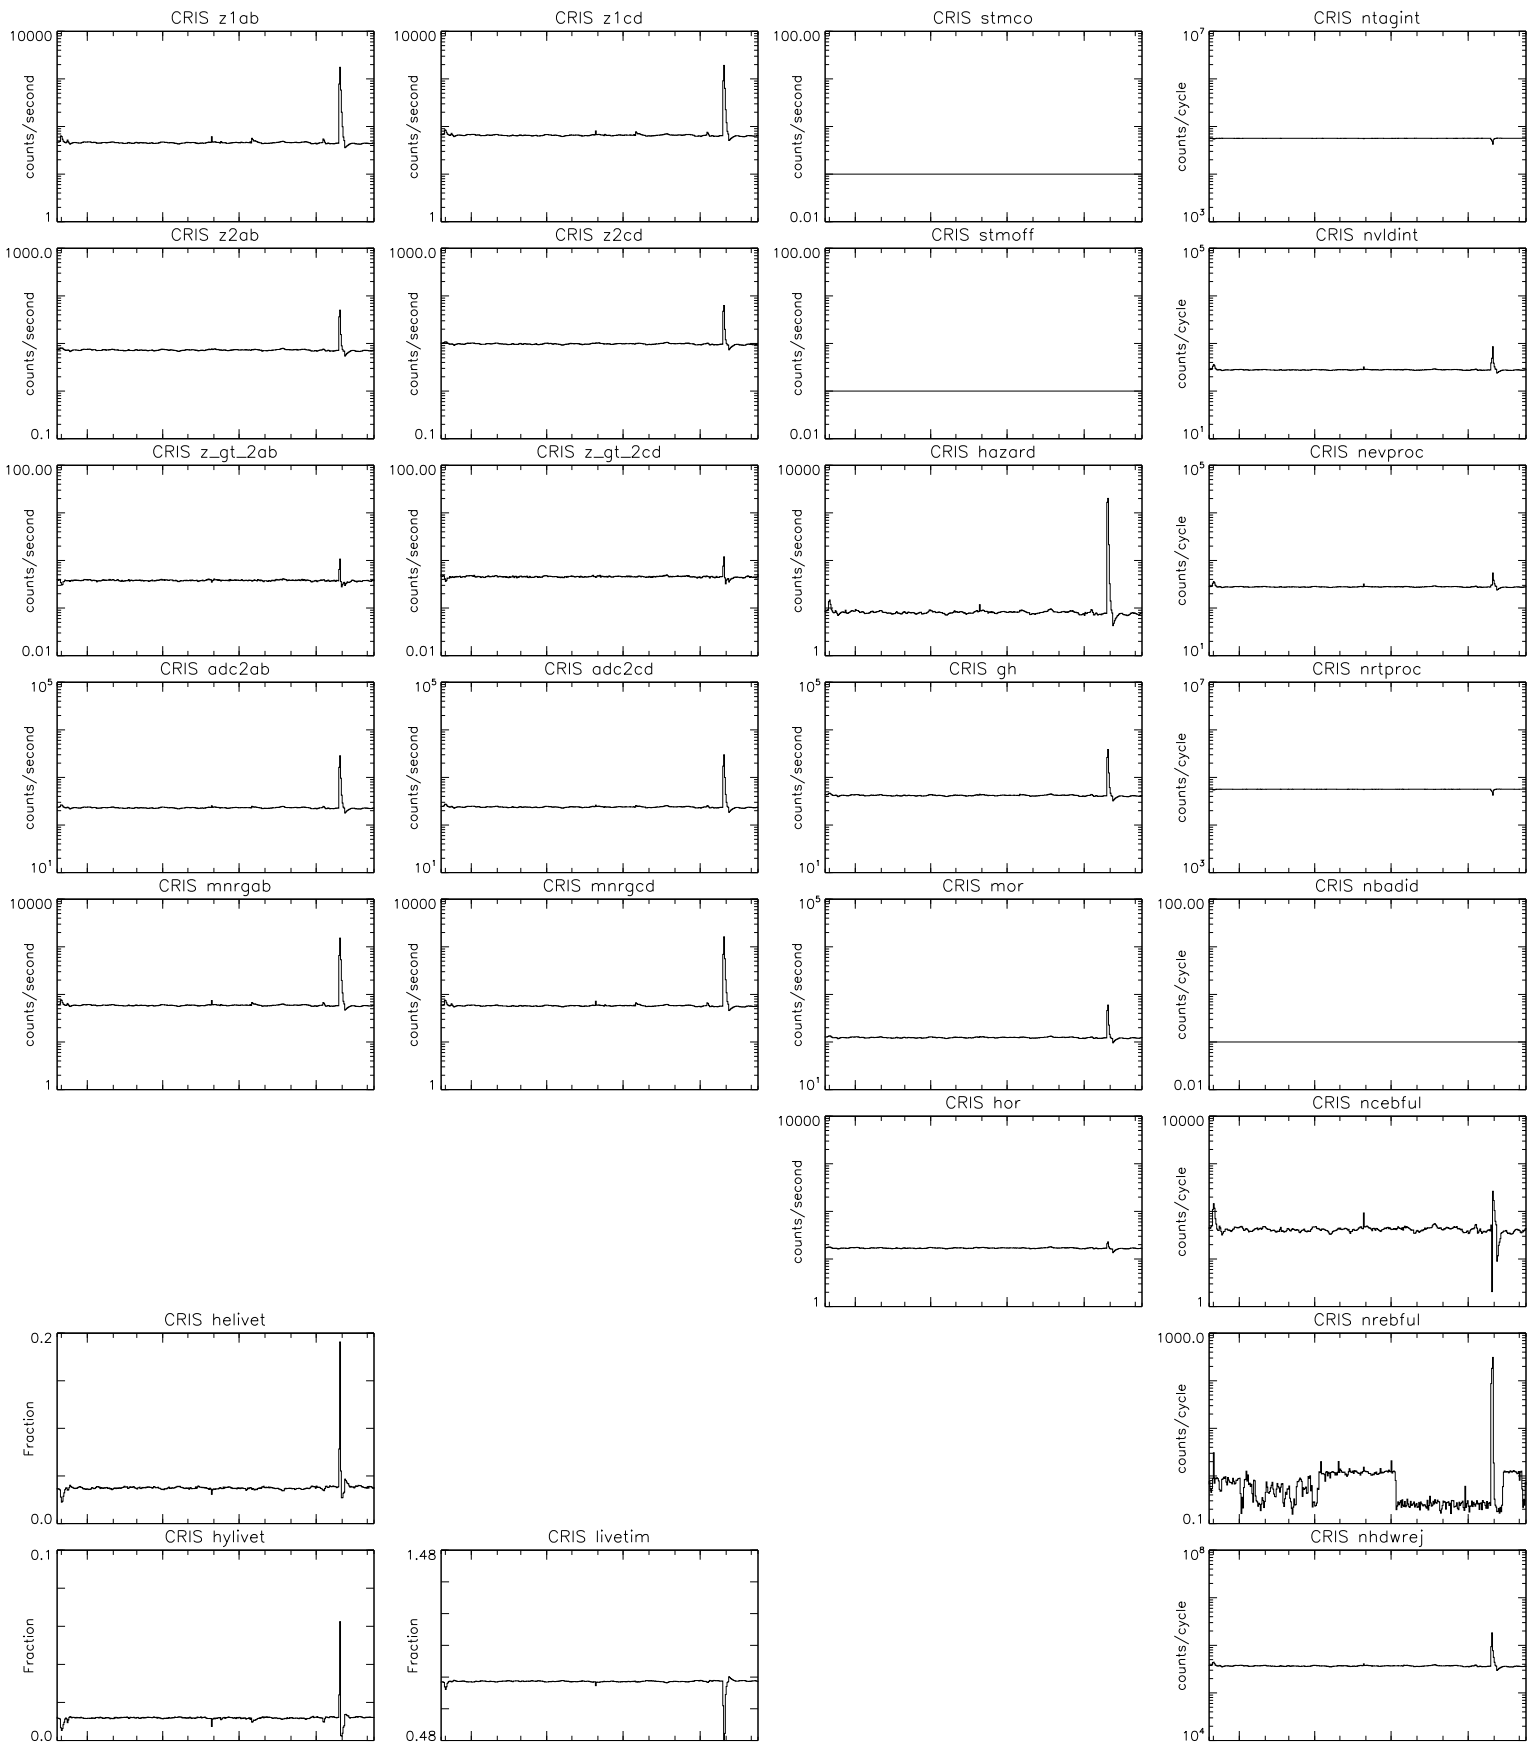 CRIS z1ab
10000
counts/second
1
CRIS z1cd
10000
counts/second
1
CRIS stmco
100.00
counts/second
0.01
CRIS ntagint
10^7
counts/cycle
10^3
CRIS z2ab
1000.0
counts/second
0.1
CRIS z2cd
1000.0
counts/second
0.1
CRIS stmoff
100.00
counts/second
0.01
CRIS nvldint
10^5
counts/cycle
10^1
CRIS z_gt_2ab
100.00
counts/second
0.01
CRIS z_gt_2cd
100.00
counts/second
0.01
CRIS hazard
10000
counts/second
1
CRIS nevproc
10^5
counts/cycle
10^1
CRIS adc2ab
10^5
counts/second
10^1
CRIS adc2cd
10^5
counts/second
10^1
CRIS gh
10^5
counts/second
10^1
CRIS nrtproc
10^7
counts/cycle
10^3
CRIS mnrgab
10000
counts/second
1
CRIS mnrgcd
10000
counts/second
1
CRIS mor
10^5
counts/second
10^1
CRIS nbadid
100.00
counts/cycle
0.01
CRIS hor
10000
counts/second
1
CRIS ncebful
10000
counts/cycle
1
CRIS helivet
0.2
Fraction
0.0
CRIS nrebful
1000.0
counts/cycle
0.1
CRIS hylivet
0.1
Fraction
0.0
CRIS livetim
1.48
Fraction
0.48
CRIS nhdwrej
10^8
counts/cycle
10^4